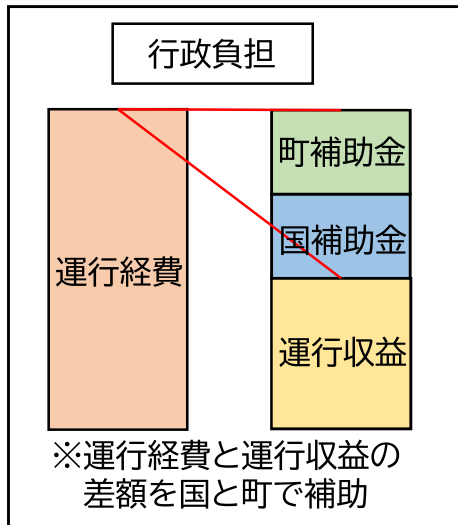 行政負担
運行経費
町補助金
国補助金
運行収益
※運行経費と運行収益の
差額を国と町で補助